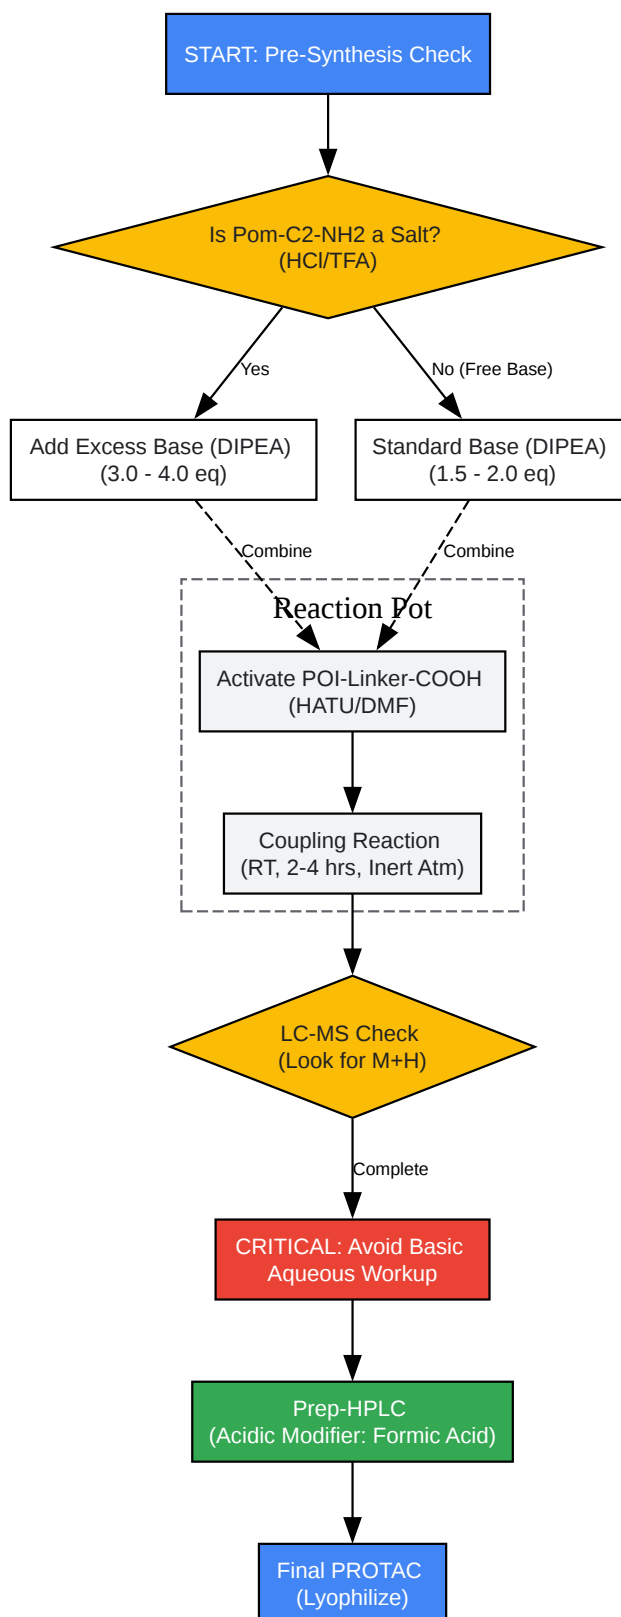 START: Pre-Synthesis Check
Is Pom-C2-NH2 a Salt?
(HCl/TFA)
Yes
No (Free Base)
Add Excess Base (DIPEA)
(3.0 - 4.0 eq)
Standard Base (DIPEA)
(1.5 - 2.0 eq)
Combine
Combine
Reaction Pot
Activate POI-Linker-COOH
(HATU/DMF)
Coupling Reaction
(RT, 2-4 hrs, Inert Atm)
LC-MS Check
(Look for M+H)
Complete
CRITICAL: Avoid Basic
Aqueous Workup
Prep-HPLC
(Acidic Modifier: Formic Acid)
Final PROTAC
(Lyophilize)